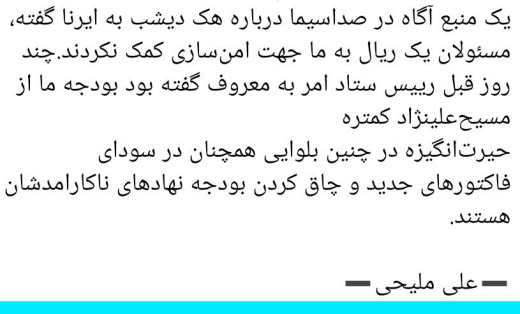 یک منبع آگاه در صداسیما درباره هک دیشب به ایرنا گفته،
مسئولان یک ریال به ما جهت امن‌سازی کمک نکردند.چند
روز قبل رییس ستاد امر به معروف گفته بود بودجه ما از
مسیح‌علینژاد کمتره
حیرت‌انگیزه در چنین بلوایی همچنان در سودای
فاکتورهای جدید و چاق کردن بودجه نهادهای ناکارامدشان
هستند.
➖علی ملیحی➖